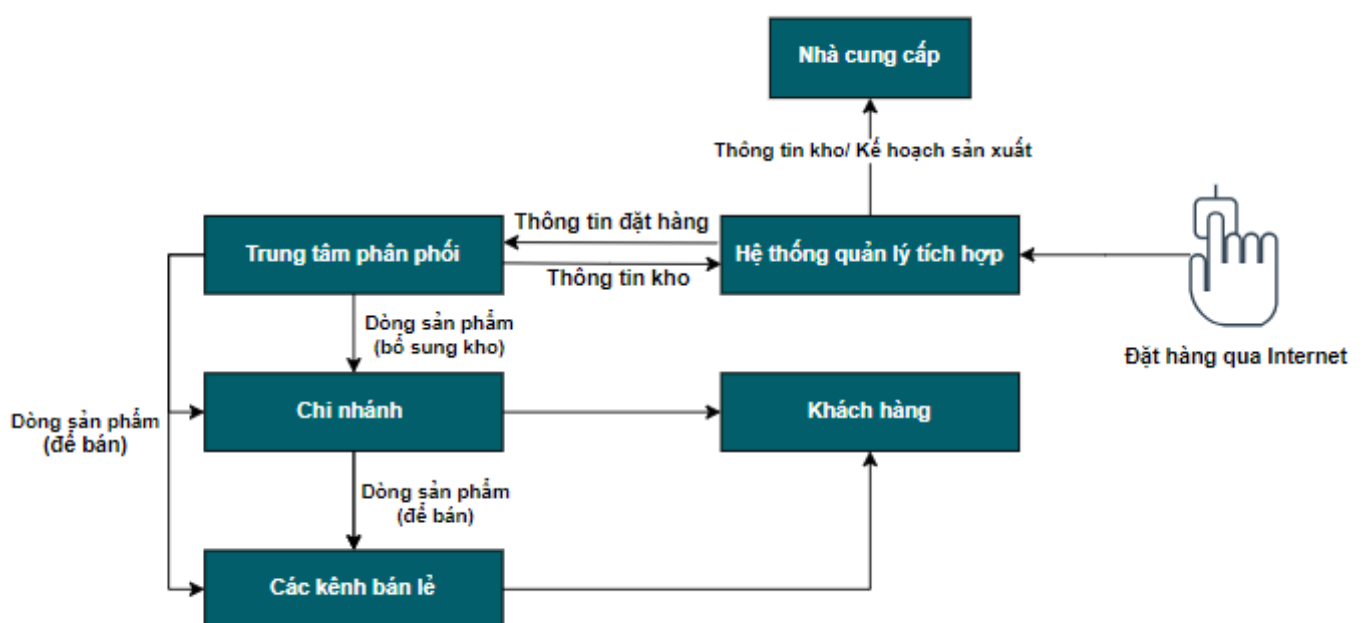 Nhà cung cấp
Thông tin kho/ Kế hoạch sản xuất
Thông tin đặt hàng
Trung tâm phân phối
Hệ thống quản lý tích hợp
Thông tin kho
Dòng sản phẩm
(bổ sung kho)
Đặt hàng qua Internet
Chi nhánh
Khách hàng
Dòng sản phẩm
(để bán)
Dòng sản phẩm
(để bán)
Các kênh bán lẻ